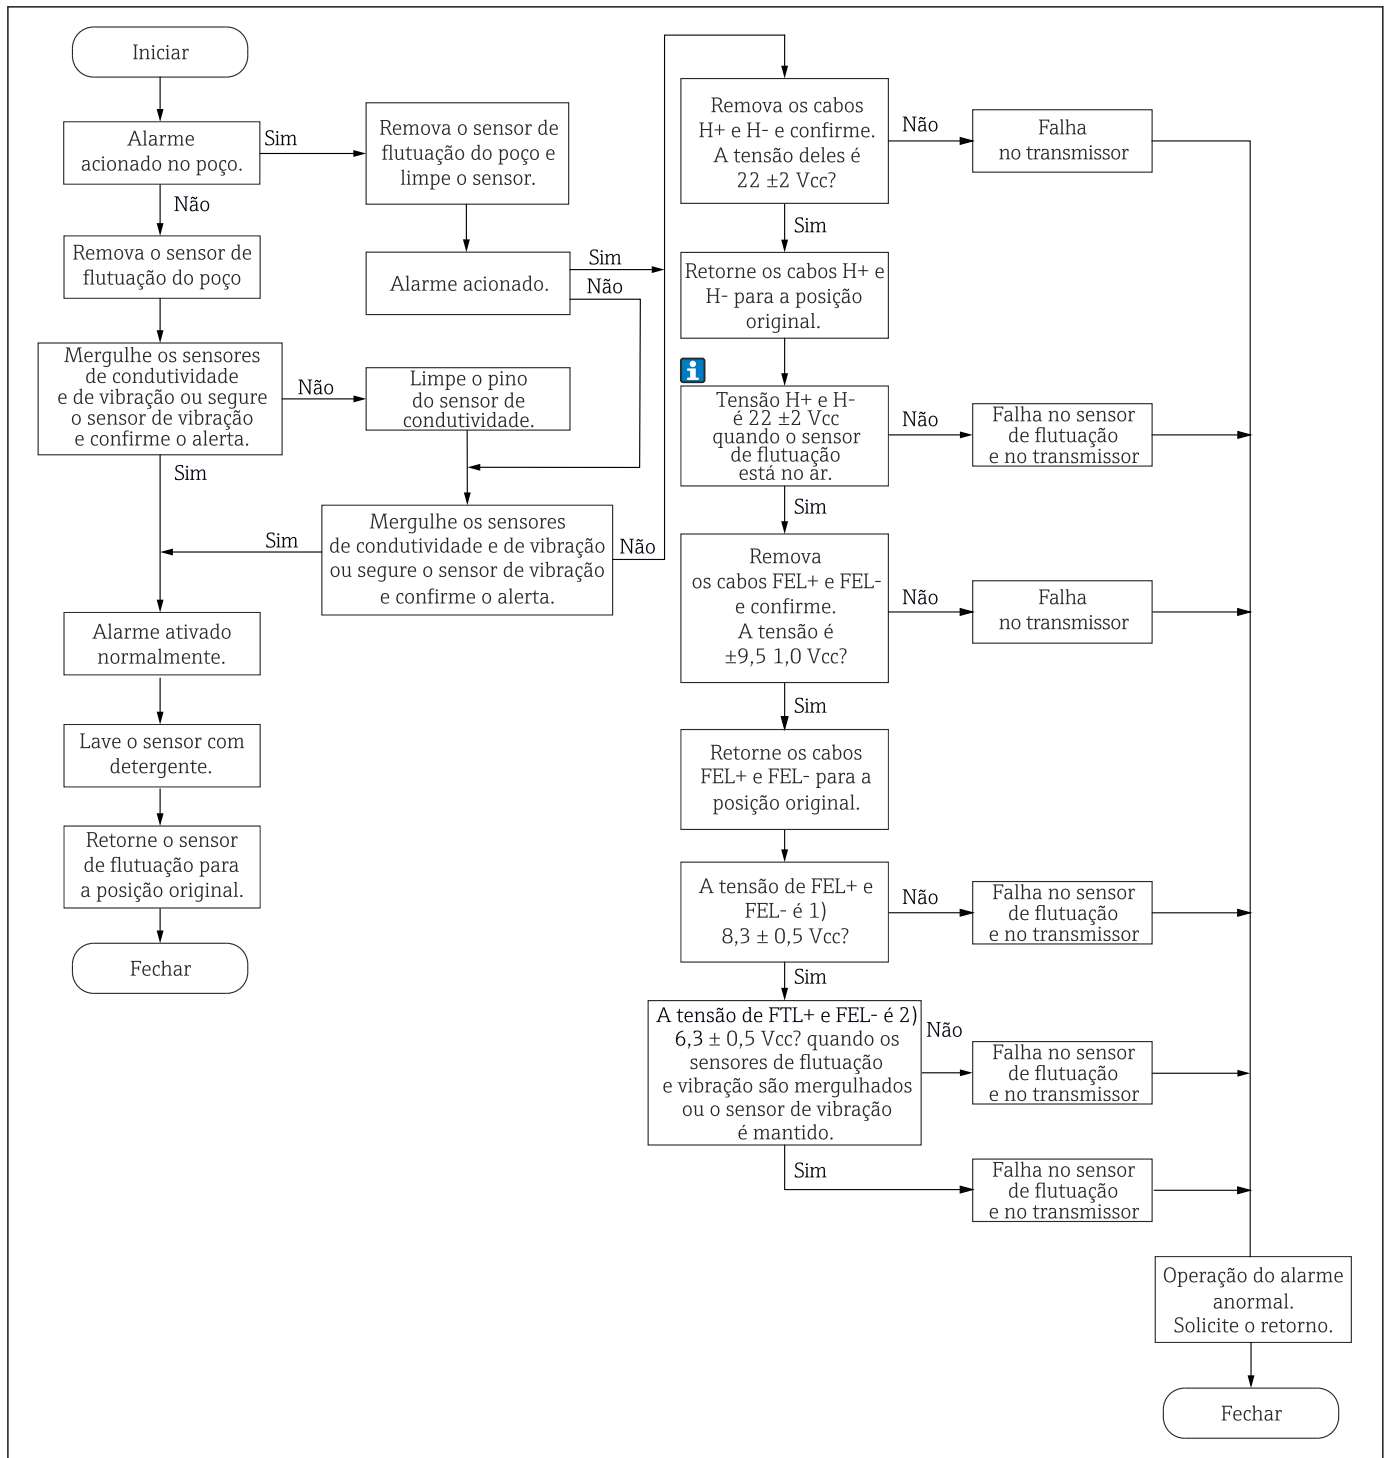 Iniciar
Alarme
acionado no poço.
Sim
Não
Remova o sensor de
flutuação do poço
Mergulhe os sensores
de condutividade
e de vibração ou segure
o sensor de vibração
e confirme o alerta.
Não
Sim
Alarme ativado
normalmente.
Lave o sensor com
detergente.
Retorne o sensor
de flutuação para
a posição original.
Fechar
Remova o sensor de
flutuação do poço e
limpe o sensor.
Alarme acionado.
Sim
Não
Limpe o pino
do sensor de
condutividade.
Mergulhe os sensores
de condutividade e de vibração
ou segure o sensor de vibração
e confirme o alerta.
Sim
Não
Remova os cabos
H+ e H- e confirme.
A tensão deles é
22 ±2 Vcc?
Não
Falha
no transmissor
Sim
Retorne os cabos H+ e
H- para a posição
original.
i
Tensão H+ e H-
é 22 ±2 Vcc
quando o sensor
de flutuação
está no ar.
Não
Falha no sensor
de flutuação
e no transmissor
Sim
Remova
os cabos FEL+ e FEL-
e confirme.
A tensão é
±9,5 1,0 Vcc?
Não
Falha
no transmissor
Sim
Retorne os cabos
FEL+ e FEL- para a
posição original.
A tensão de FEL+ e
FEL- é 1)
8,3 ± 0,5 Vcc?
Não
Falha no sensor
de flutuação
e no transmissor
Sim
A tensão de FTL+ e FEL- é 2)
6,3 ± 0,5 Vcc? quando os
sensores de flutuação
e vibração são mergulhados
ou o sensor de vibração
é mantido.
Não
Falha no sensor
de flutuação
e no transmissor
Sim
Falha no sensor
de flutuação
e no transmissor
Operação do alarme
anormal.
Solicite o retorno.
Fechar